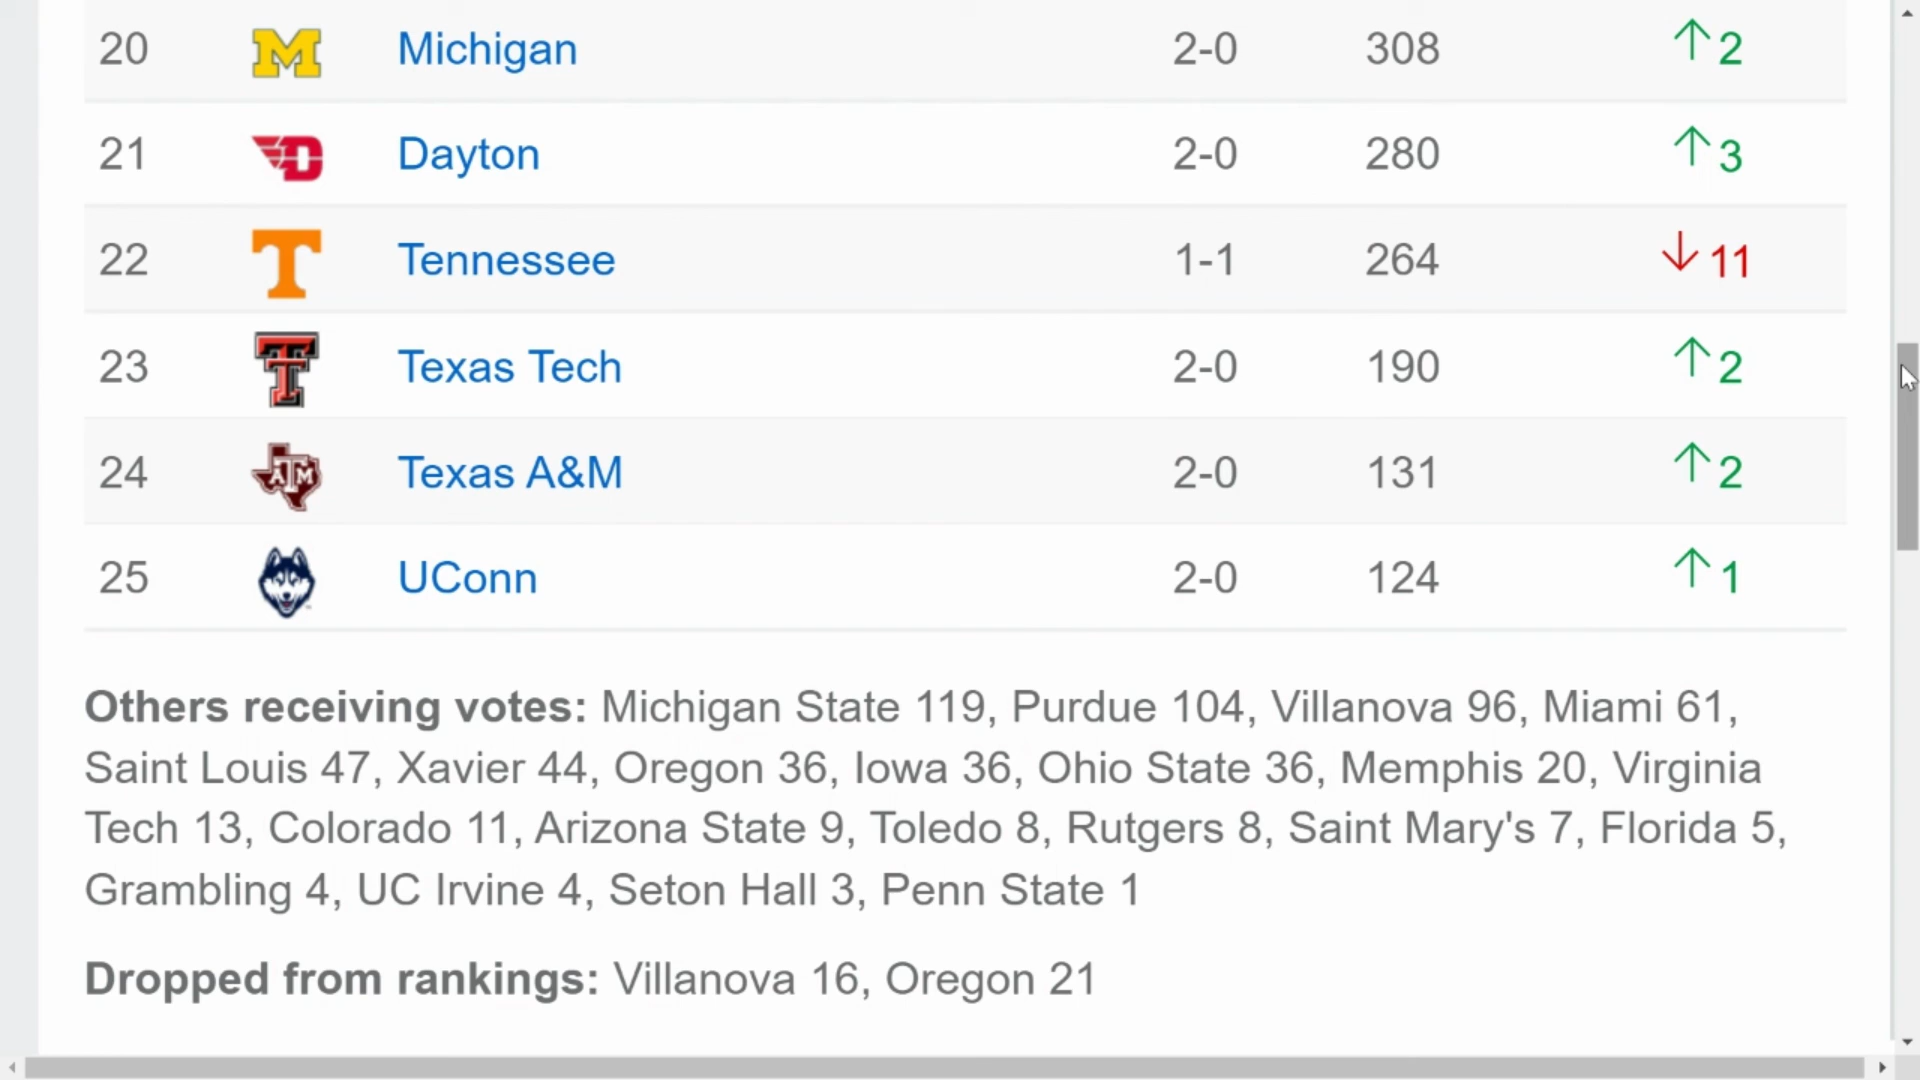 20 M Michigan 2-0 308 ↑2
21 D Dayton 2-0 280 ↑3
22 T Tennessee 1-1 264 ↓11
23 T Texas Tech 2-0 190 ↑2
24 ATM Texas A&M 2-0 131 ↑2
25 UConn 2-0 124 ↑1
Others receiving votes: Michigan State 119, Purdue 104, Villanova 96, Miami 61,
Saint Louis 47, Xavier 44, Oregon 36, Iowa 36, Ohio State 36, Memphis 20, Virginia
Tech 13, Colorado 11, Arizona State 9, Toledo 8, Rutgers 8, Saint Mary's 7, Florida 5,
Grambling 4, UC Irvine 4, Seton Hall 3, Penn State 1
Dropped from rankings: Villanova 16, Oregon 21